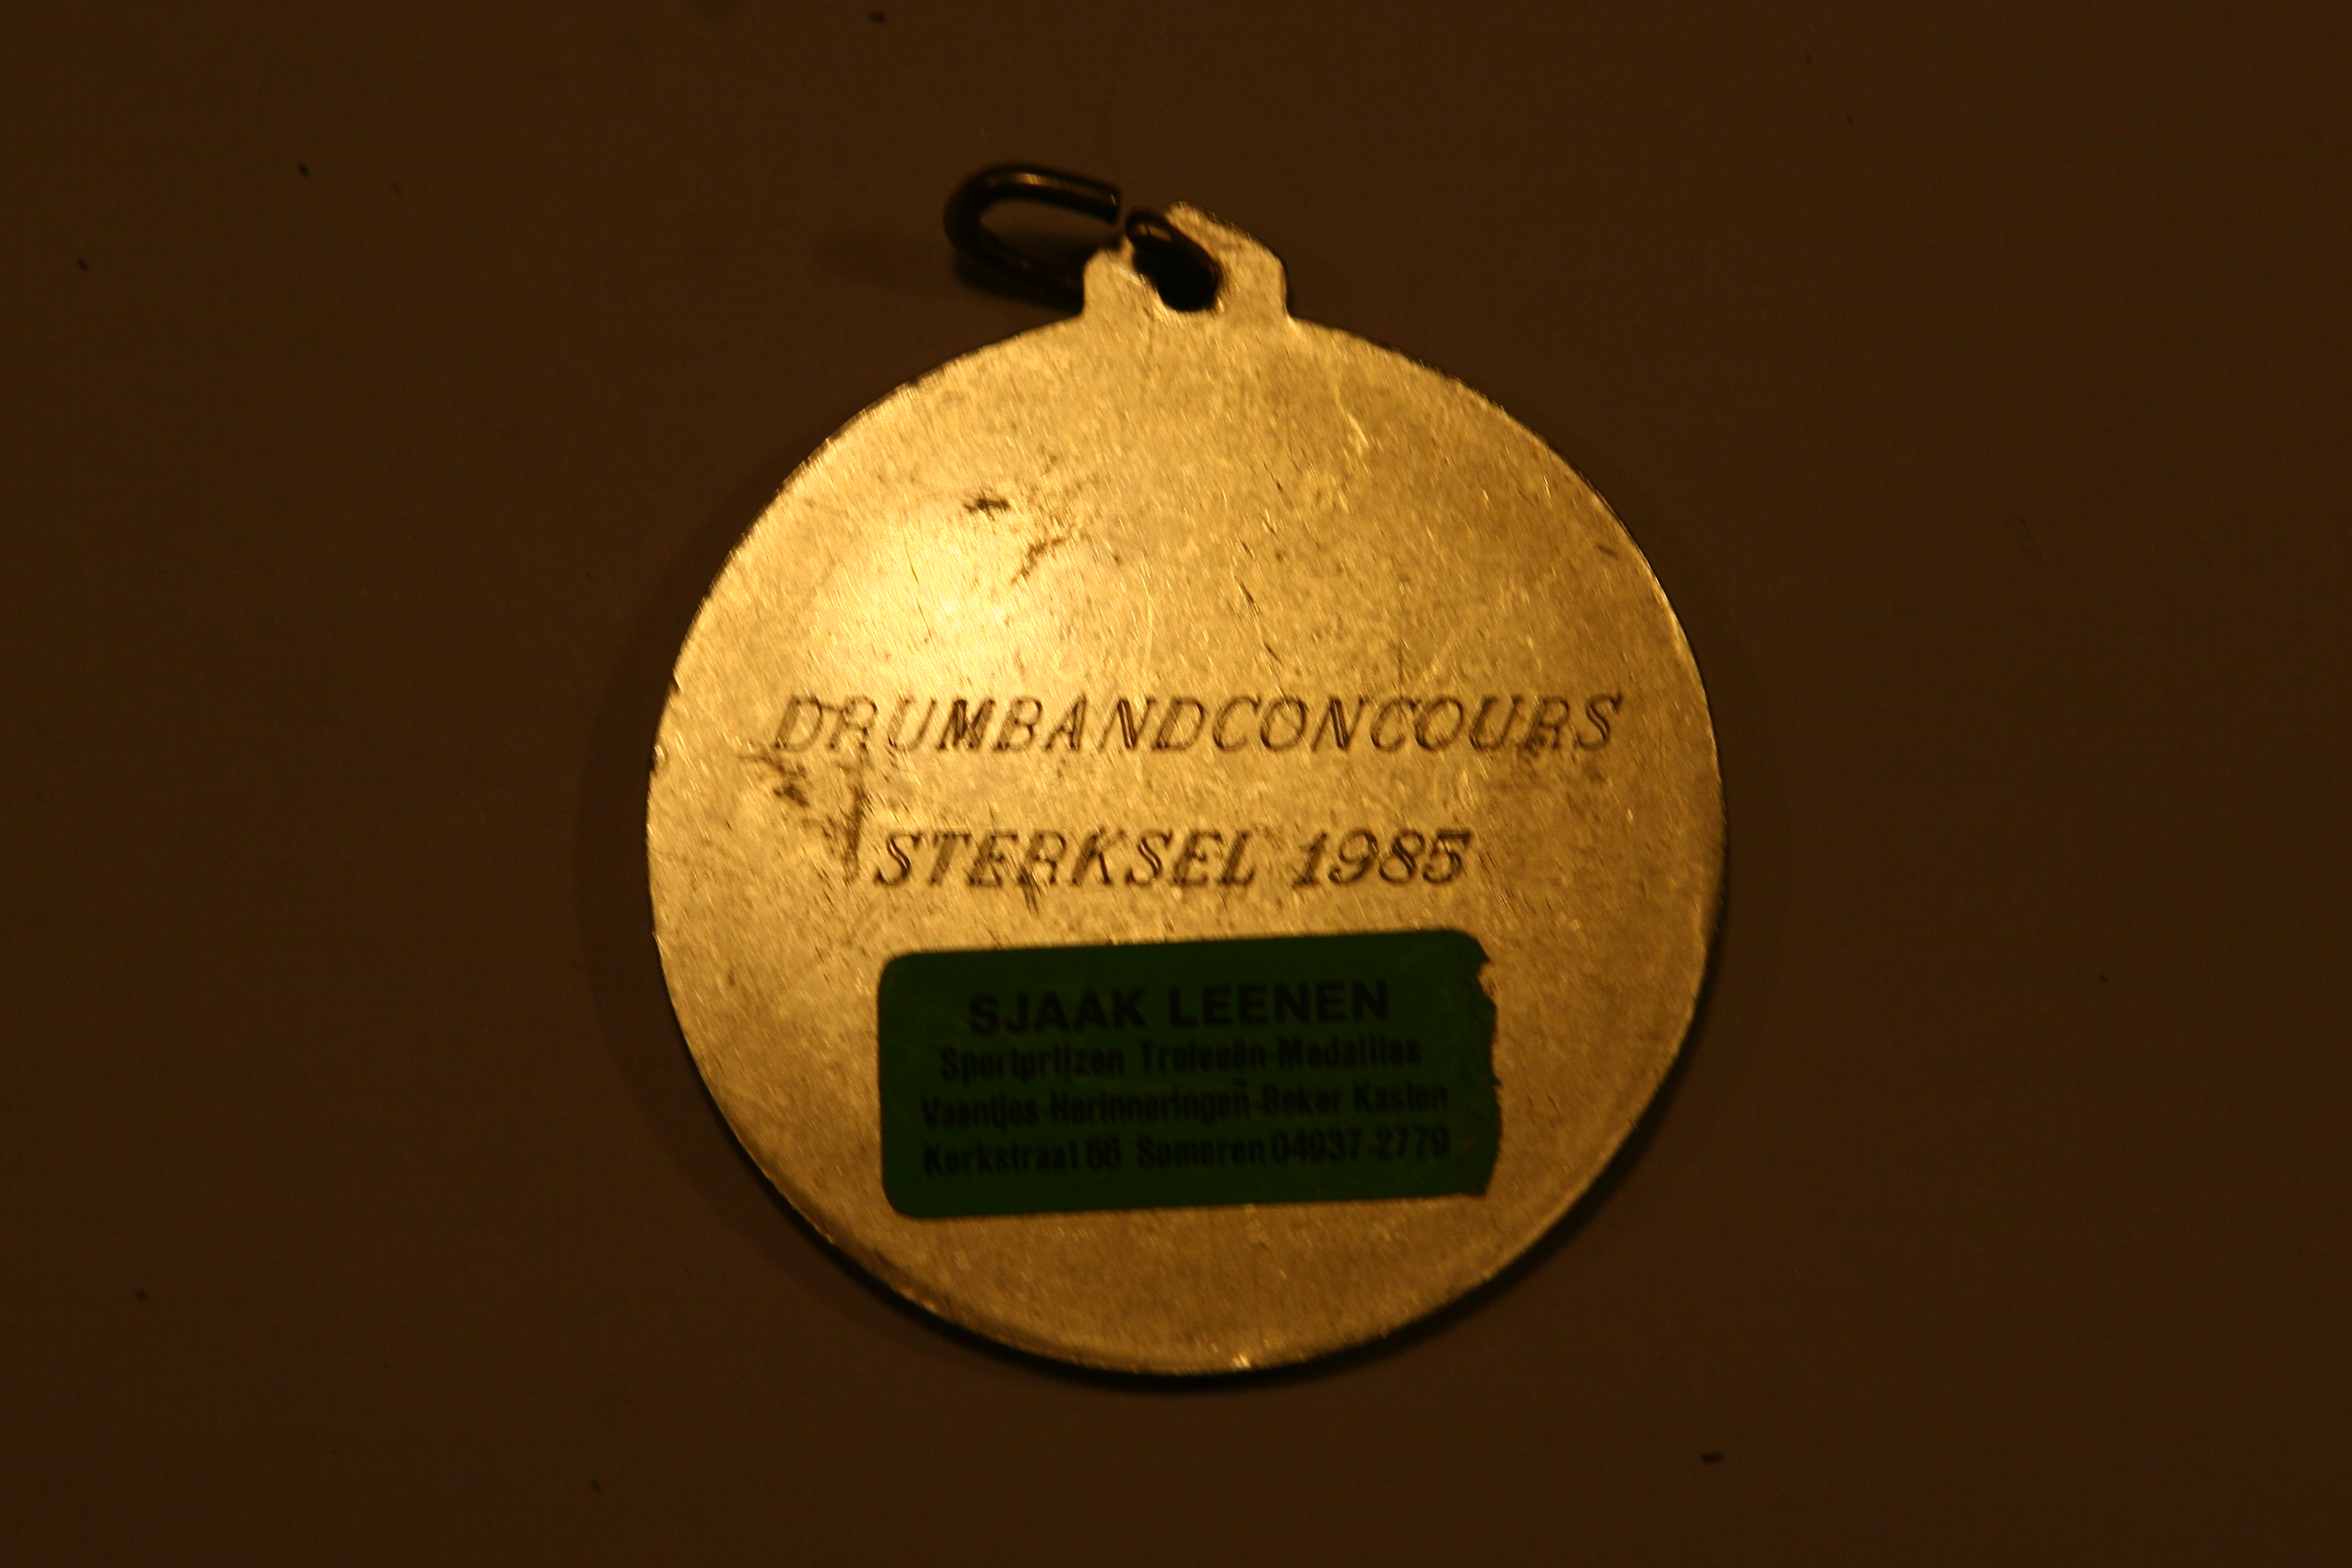 DRUMBANDCONCOURS
STERKSEL 1985
SJAAK LEENEN
Sportprijzen Trofeeën-Medailles
Vaantjes-Herinneringen-Beker Kasten
Kerkstraat 66 Someren 04937-2779